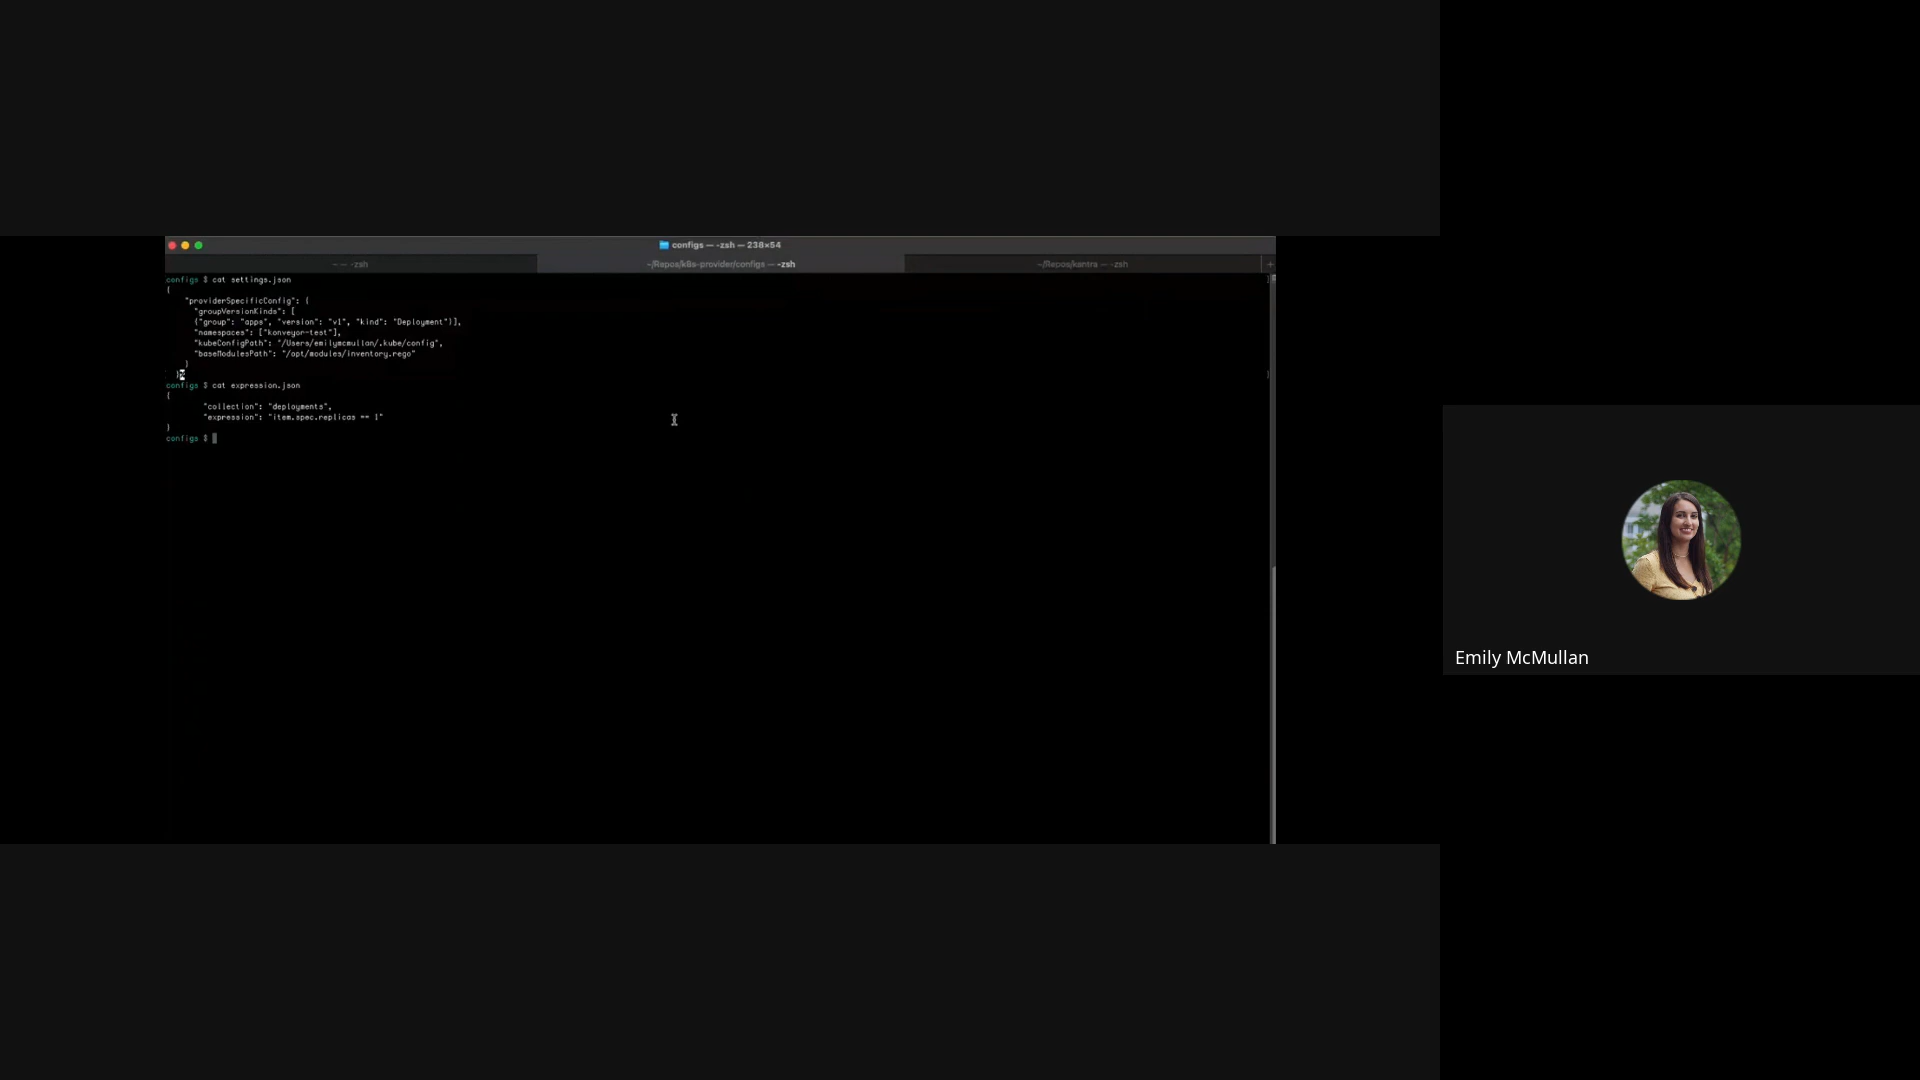 configs — -zsh — 238×54
~ — -zsh
~/Repos/k8s-provider/configs — -zsh
~/Repos/kantra — -zsh
+
configs $ cat settings.json
{
"providerSpecificConfig": {
"groupVersionKinds": [
{"group": "apps", "version": "v1", "kind": "Deployment"}],
"namespaces": ["konveyor-test"],
"kubeConfigPath": "/Users/emilymcmullan/.kube/config",
"baseModulesPath": "/opt/modules/inventory.rego"
}
}%
configs $ cat expression.json
{
"collection": "deployments",
"expression": "item.spec.replicas == 1"
}
configs $
Emily McMullan